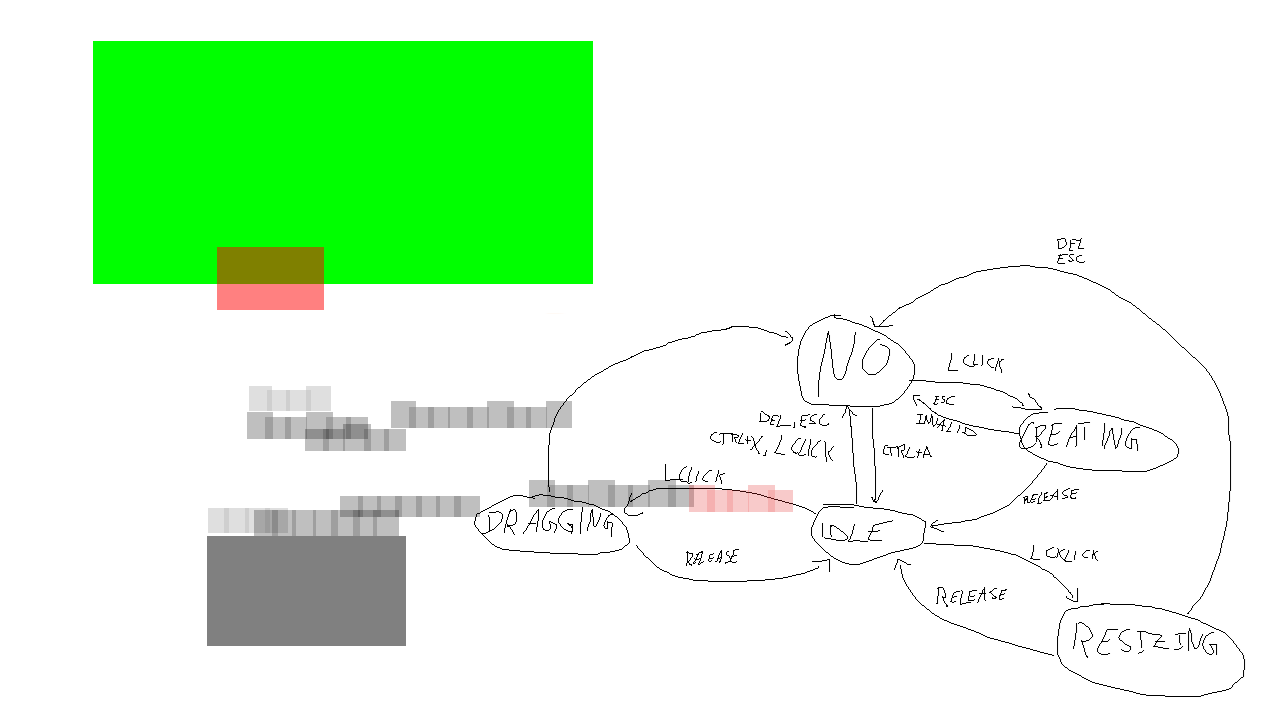 DEL
ESC
NO
LCLICK
ESC
INVALID
DEL, ESC
CTRL+X, LCLICK
CTRL+A
CREATING
LCLICK
RELEASE
DRAGGING
IDLE
RELEASE
LCKLICK
RELEASE
RESIZING